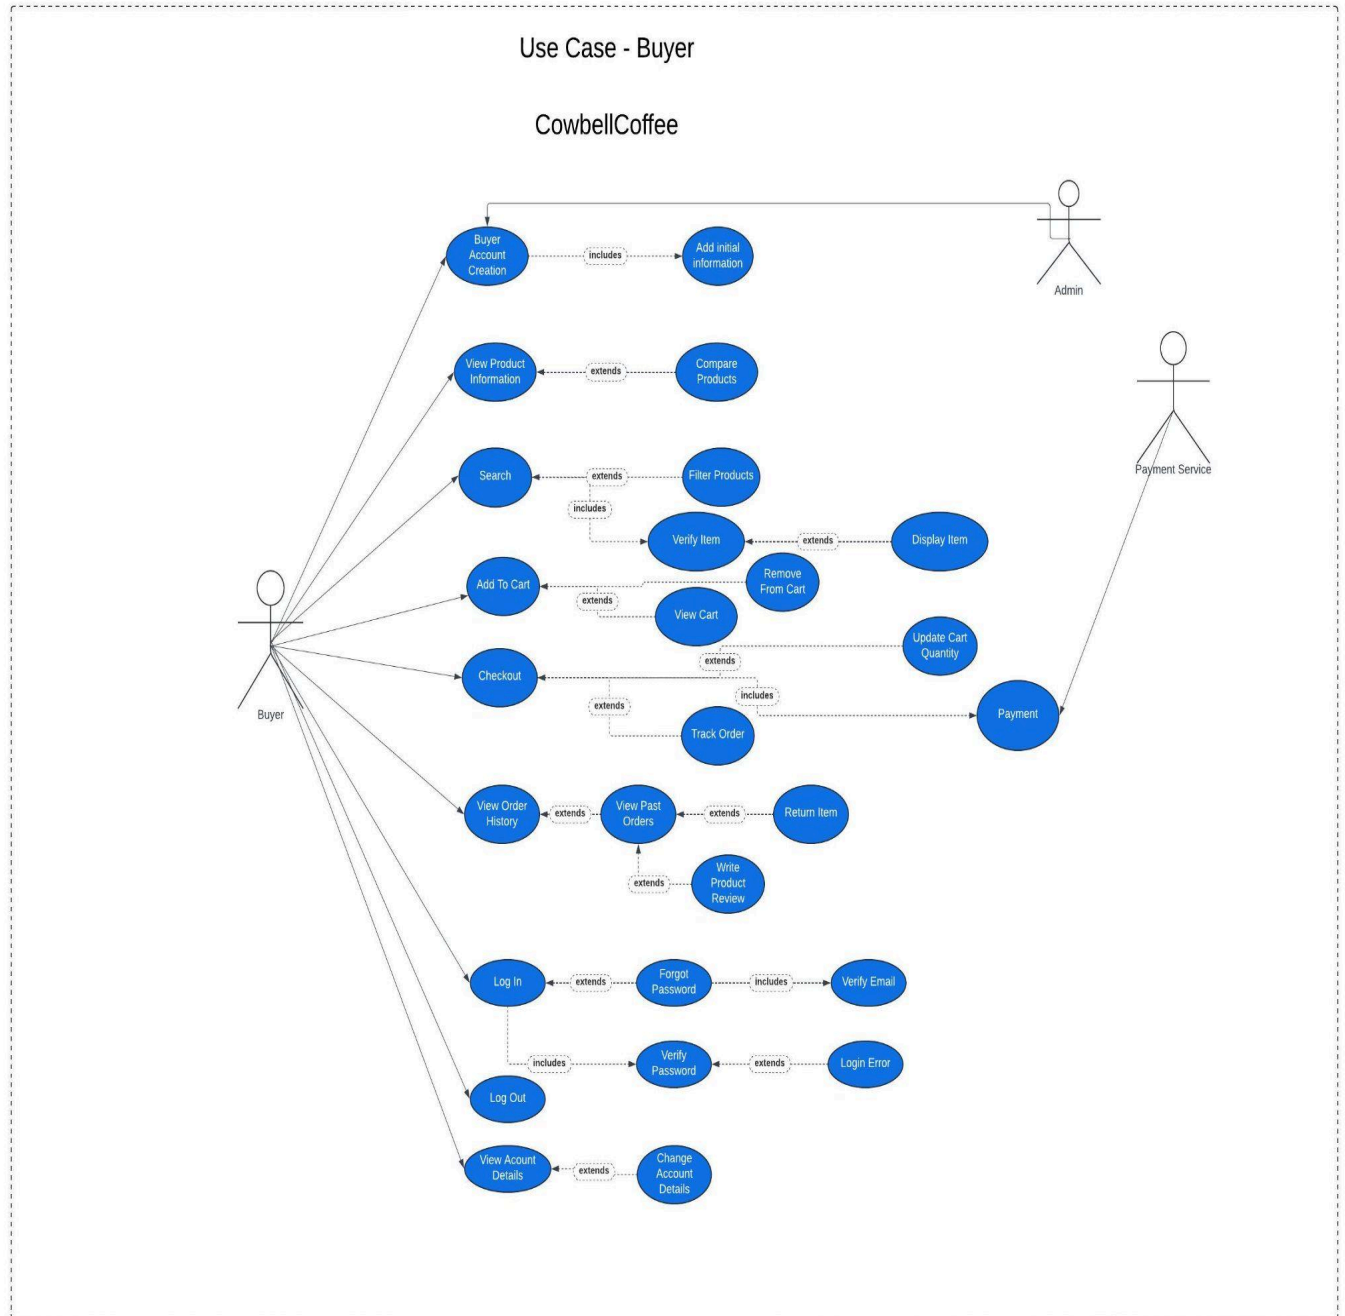 Use Case - Buyer
CowbellCoffee
Buyer
Account
Creation
includes
Add initial
information
Admin
View Product
Information
extends
Compare
Products
Payment Service
Search
extends
Filter Products
includes
Verify Item
extends
Display Item
Add To Cart
extends
Remove
From Cart
View Cart
Update Cart
Quantity
extends
Checkout
includes
extends
Track Order
Payment
Buyer
View Order
History
extends
View Past
Orders
extends
Return Item
extends
Write
Product
Review
Log In
extends
Forgot
Password
includes
Verify Email
includes
Verify
Password
extends
Login Error
Log Out
View Acount
Details
extends
Change
Account
Details